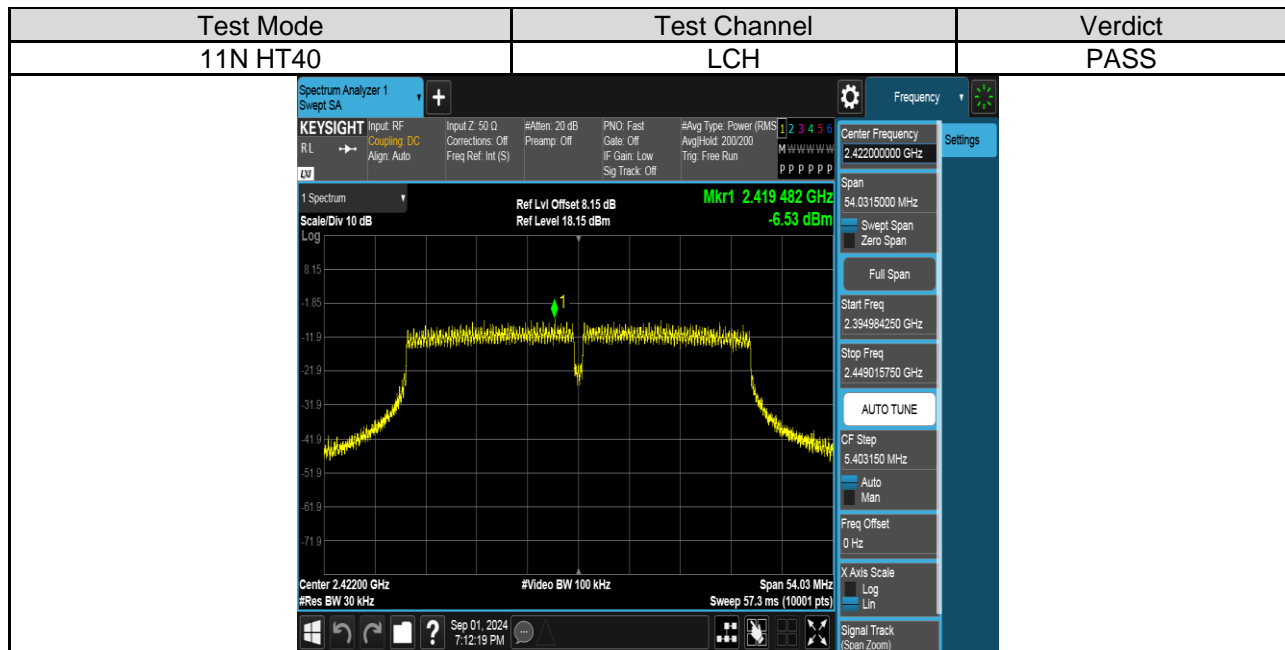 Test Mode Test Channel Verdict
11N HT40 LCH PASS
Spectrum Analyzer 1
Swept SA
+
Frequency
KEYSIGHT
RL
LXI
Input: RF
Coupling: DC
Align: Auto
Input Z: 50 Ω
Corrections: Off
Freq Ref: Int (S)
#Atten: 20 dB
Preamp: Off
PNO: Fast
Gate: Off
IF Gain: Low
Sig Track: Off
#Avg Type: Power (RMS
Avg|Hold: 200/200
Trig: Free Run
1 2 3 4 5 6
M W W W W W
P P P P P P
1 Spectrum
Scale/Div 10 dB
Ref Lvl Offset 8.15 dB
Ref Level 18.15 dBm
Mkr1 2.419 482 GHz
-6.53 dBm
Log
8.15
-1.85
-11.9
-21.9
-31.9
-41.9
-51.9
-61.9
-71.9
1
Center 2.42200 GHz
#Res BW 30 kHz
#Video BW 100 kHz
Span 54.03 MHz
Sweep 57.3 ms (10001 pts)
Center Frequency
2.422000000 GHz
Span
54.0315000 MHz
Swept Span
Zero Span
Full Span
Start Freq
2.394984250 GHz
Stop Freq
2.449015750 GHz
AUTO TUNE
CF Step
5.403150 MHz
Auto
Man
Freq Offset
0 Hz
X Axis Scale
Log
Lin
Signal Track
(Span Zoom)
Settings
?
Sep 01, 2024
7:12:19 PM